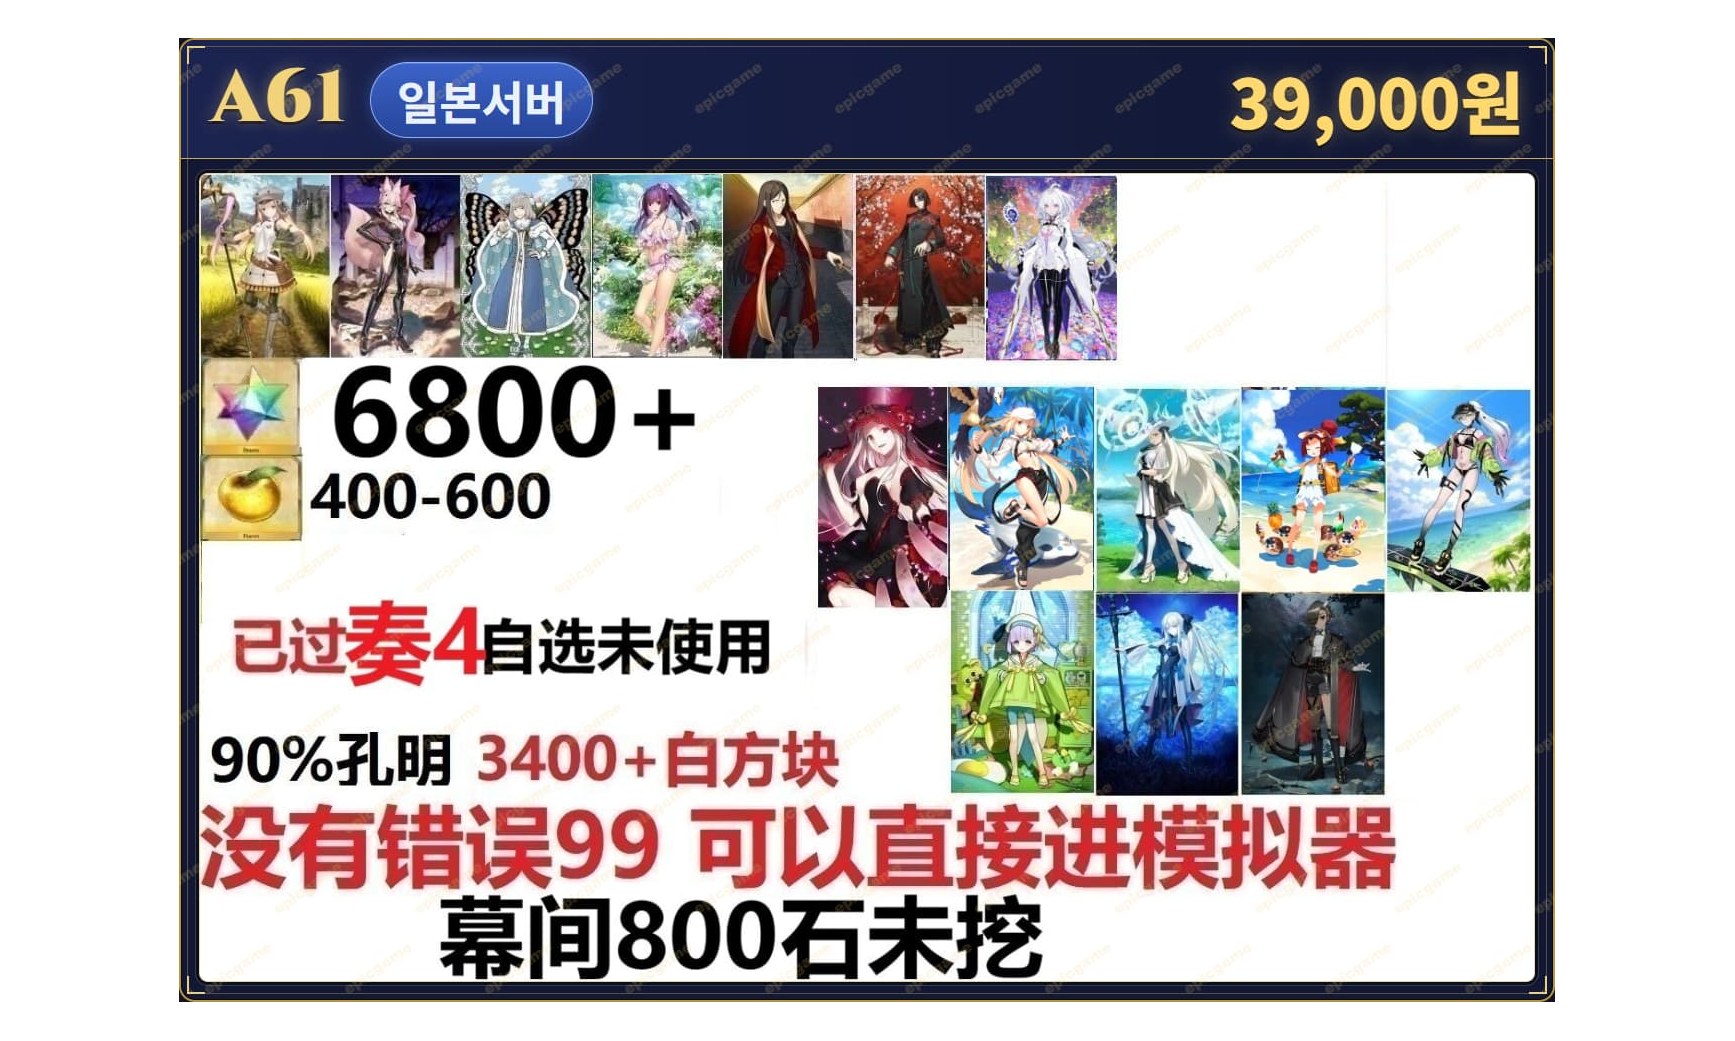 A61 일본서버 39,000원
6800+
400-600
已过奏4自选未使用
90%孔明 3400+白方块
没有错误99 可以直接进模拟器
幕间800石未挖
epicgame